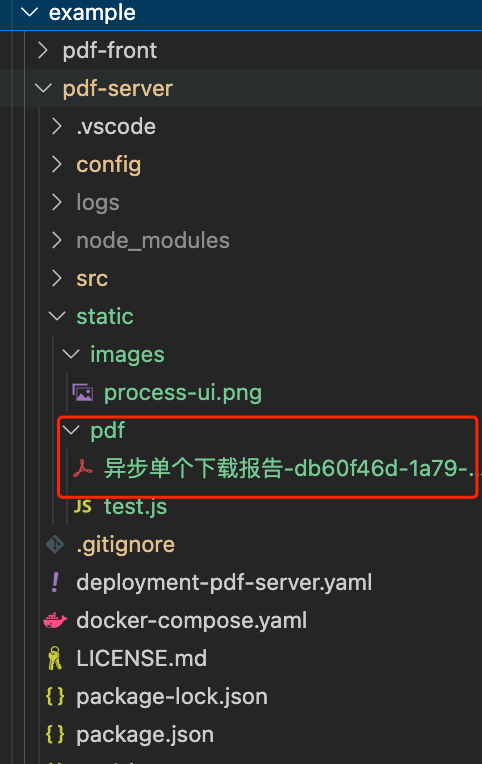 example
pdf-front
pdf-server
.vscode
config
logs
node_modules
src
static
images
process-ui.png
pdf
异步单个下载报告-db60f46d-1a79-...
JS test.js
.gitignore
! deployment-pdf-server.yaml
docker-compose.yaml
LICENSE.md
{} package-lock.json
{} package.json